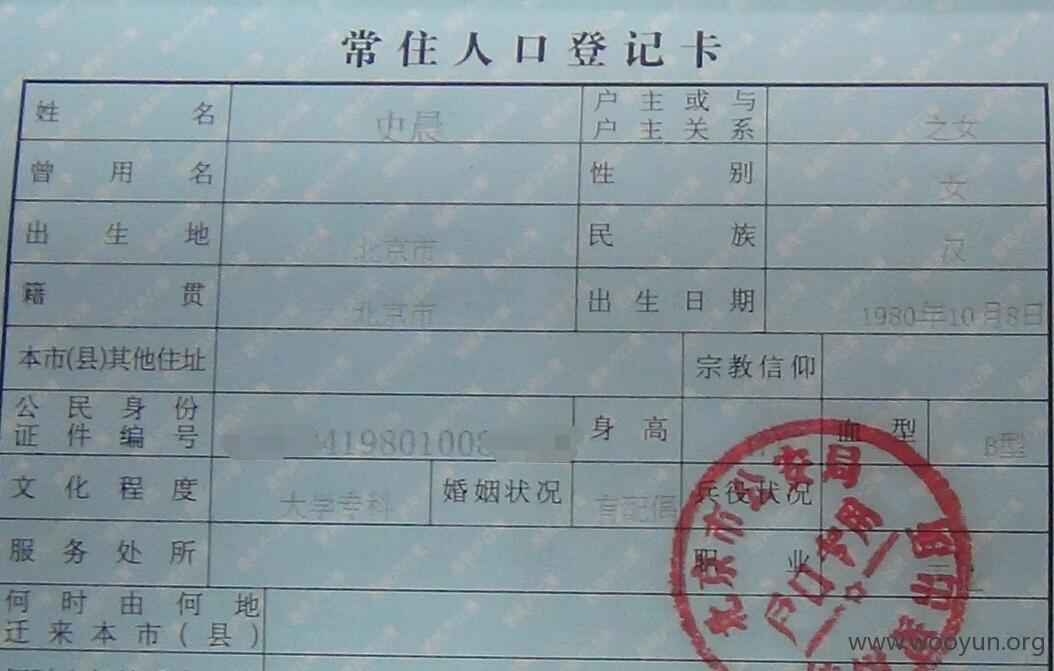 常住人口登记卡
姓名 史晨 户主或与户主关系 之女
曾用名 性别 女
出生地 北京市 民族 汉
籍贯 北京市 出生日期 1980年10月8日
本市(县)其他住址 宗教信仰
公民身份证件编号 419801008 身高 血型 B型
文化程度 大学专科 婚姻状况 有配偶 兵役状况
服务处所 职业
何时由何地迁来本市(县)
北京市公安局
户口专用
派出所
www.wooyun.org